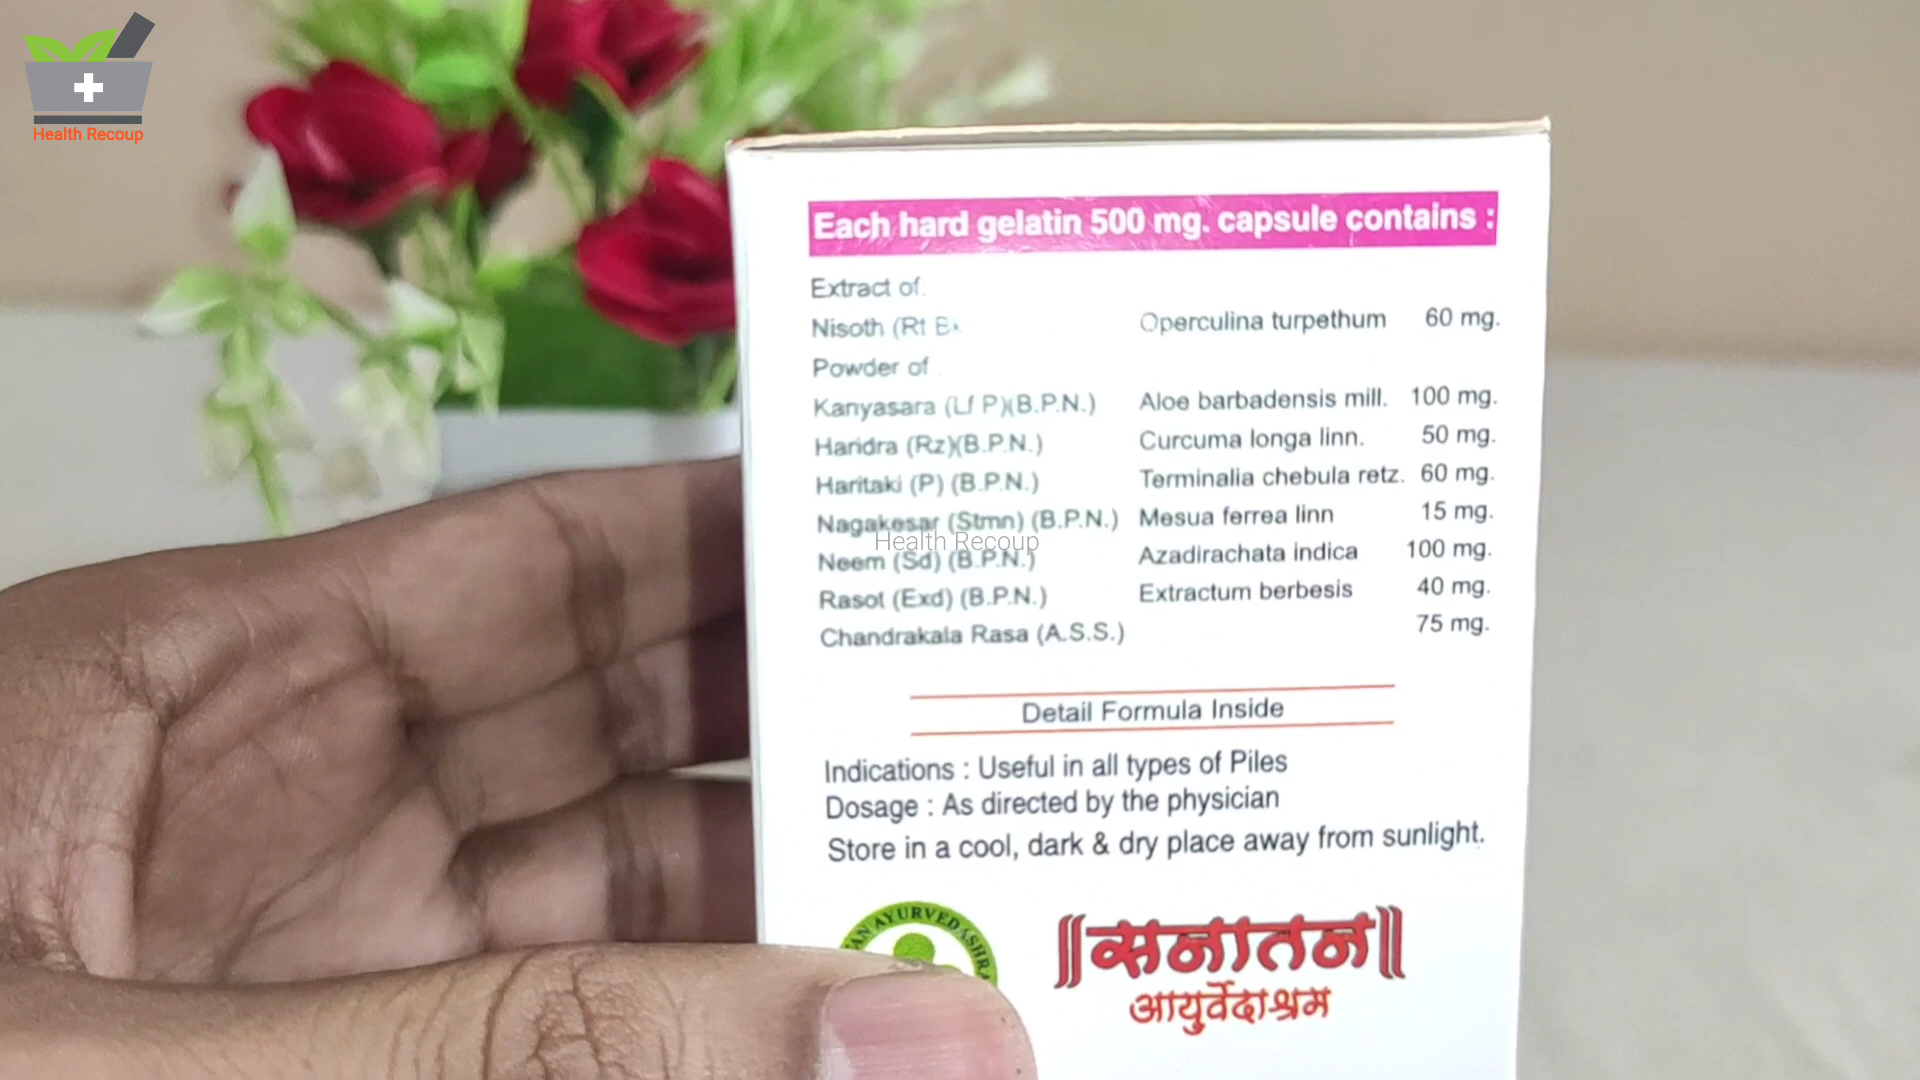 Health Recoup
Each hard gelatin 500 mg. capsule contains :
Extract of:
Nisoth (Rt Operculina turpethum 60 mg.
Powder of
Kanyasara (Lf P)(B.P.N.) Aloe barbadensis mill. 100 mg.
Haridra (Rz)(B.P.N.) Curcuma longa linn. 50 mg.
Haritaki (P) (B.P.N.) Terminalia chebula retz. 60 mg.
Nagakesar (Stmn) (B.P.N.) Mesua ferrea linn 15 mg.
Health Recoup
Neem (Sd) (B.P.N.) Azadirachata indica 100 mg.
Rasot (Exd) (B.P.N.) Extractum berbesis 40 mg.
Chandrakala Rasa (A.S.S.) 75 mg.
Detail Formula Inside
Indications : Useful in all types of Piles
Dosage : As directed by the physician
Store in a cool, dark & dry place away from sunlight.
॥सनातन॥
आयुर्वेदाश्रम